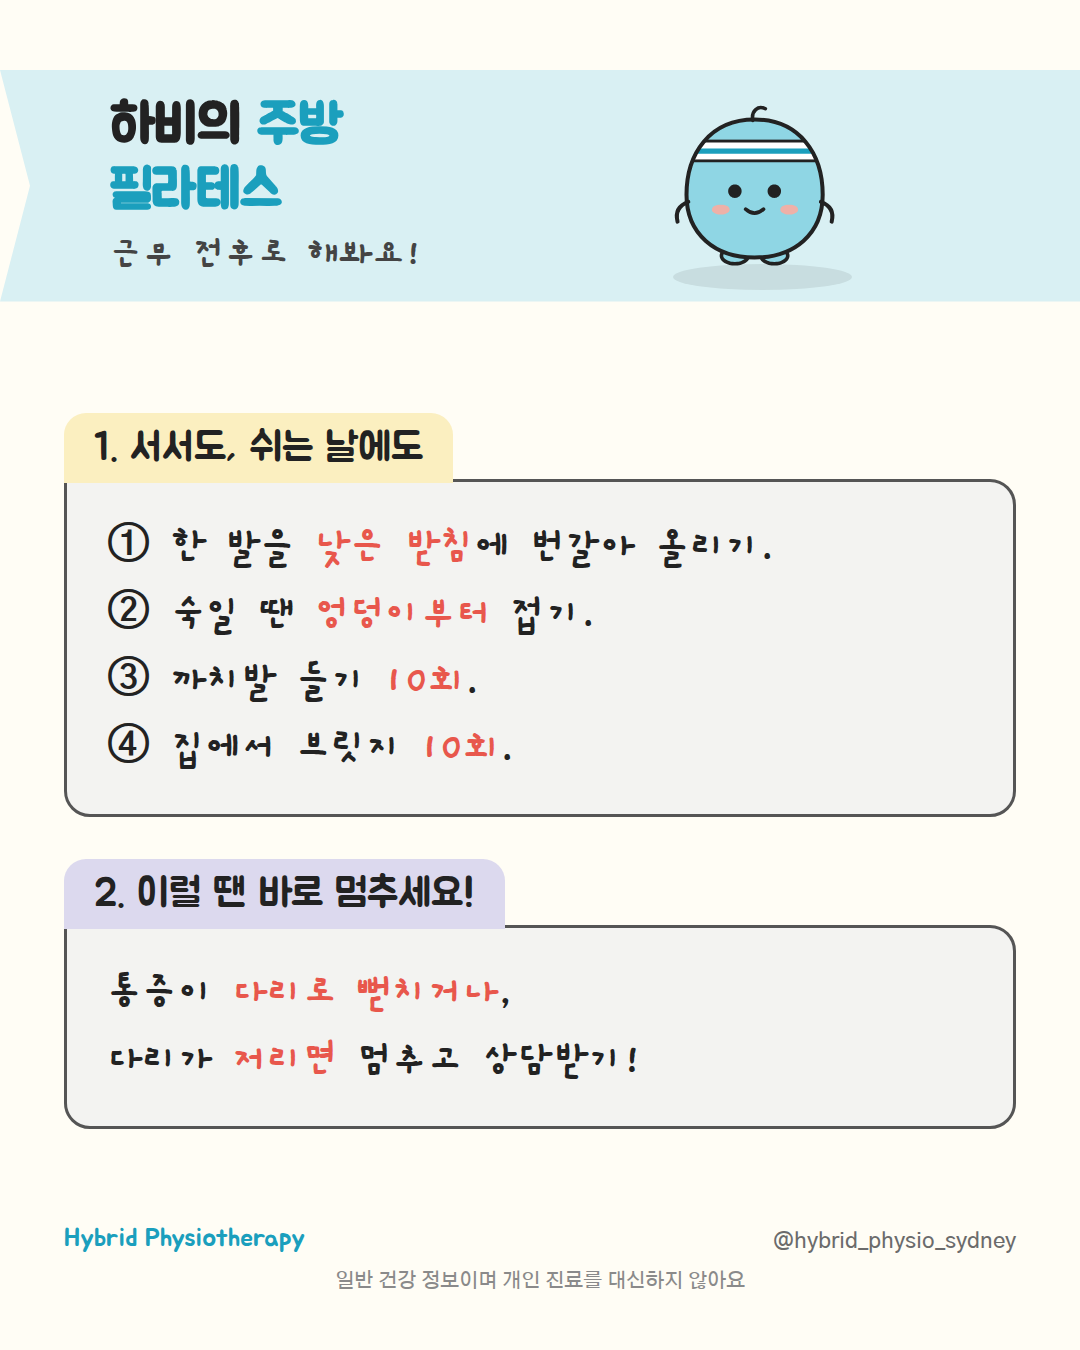 하비의 주방
필라테스
근무 전후로 해봐요!
1. 서서도, 쉬는 날에도
① 한 발을 낮은 받침에 번갈아 올리기.
② 숙일 땐 엉덩이부터 접기.
③ 까치발 들기 10회.
④ 집에서 브릿지 10회.
2. 이럴 땐 바로 멈추세요!
통증이 다리로 뻗치거나,
다리가 저리면 멈추고 상담받기!
Hybrid Physiotherapy
@hybrid_physio_sydney
일반 건강 정보이며 개인 진료를 대신하지 않아요